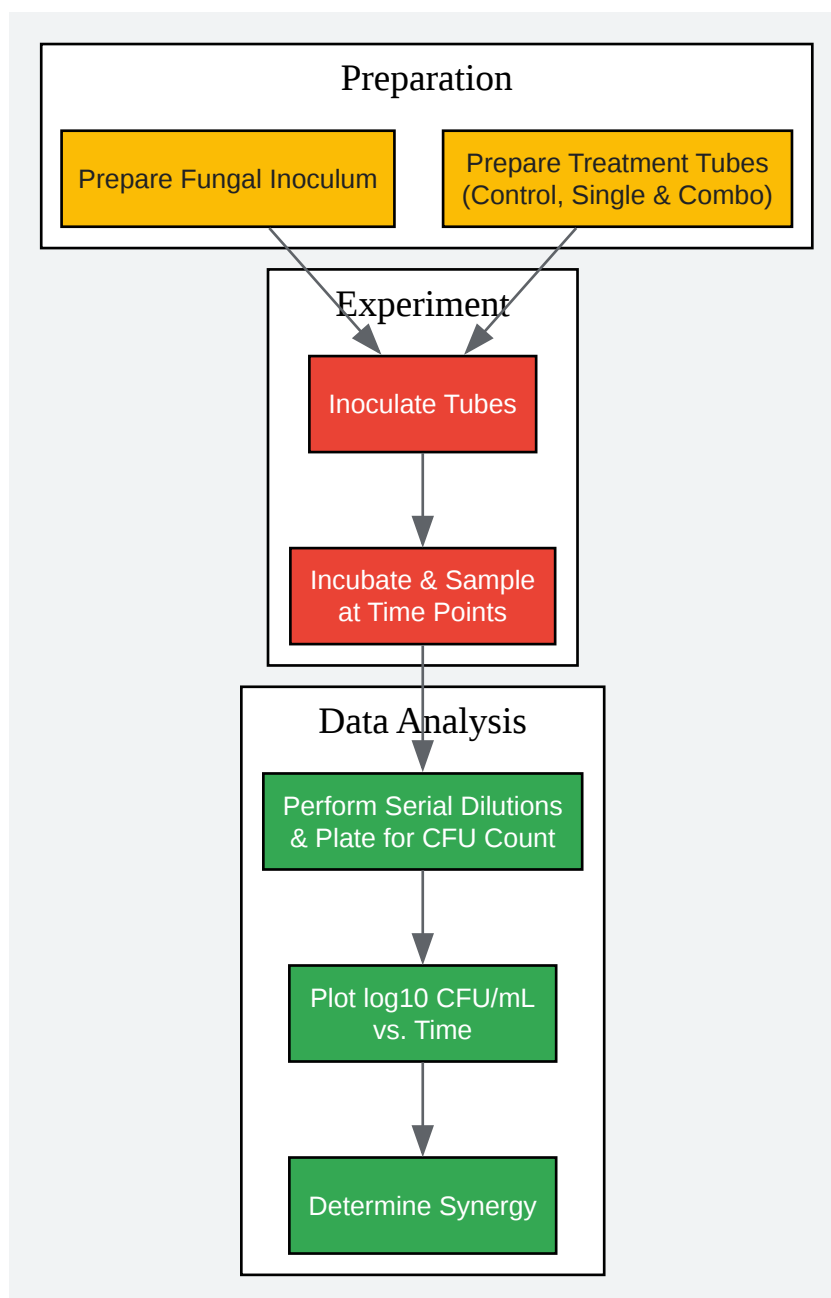 Preparation
Prepare Fungal Inoculum
Prepare Treatment Tubes
(Control, Single & Combo)
Experiment
Inoculate Tubes
Incubate & Sample
at Time Points
Data Analysis
Perform Serial Dilutions
& Plate for CFU Count
Plot log10 CFU/mL
vs. Time
Determine Synergy